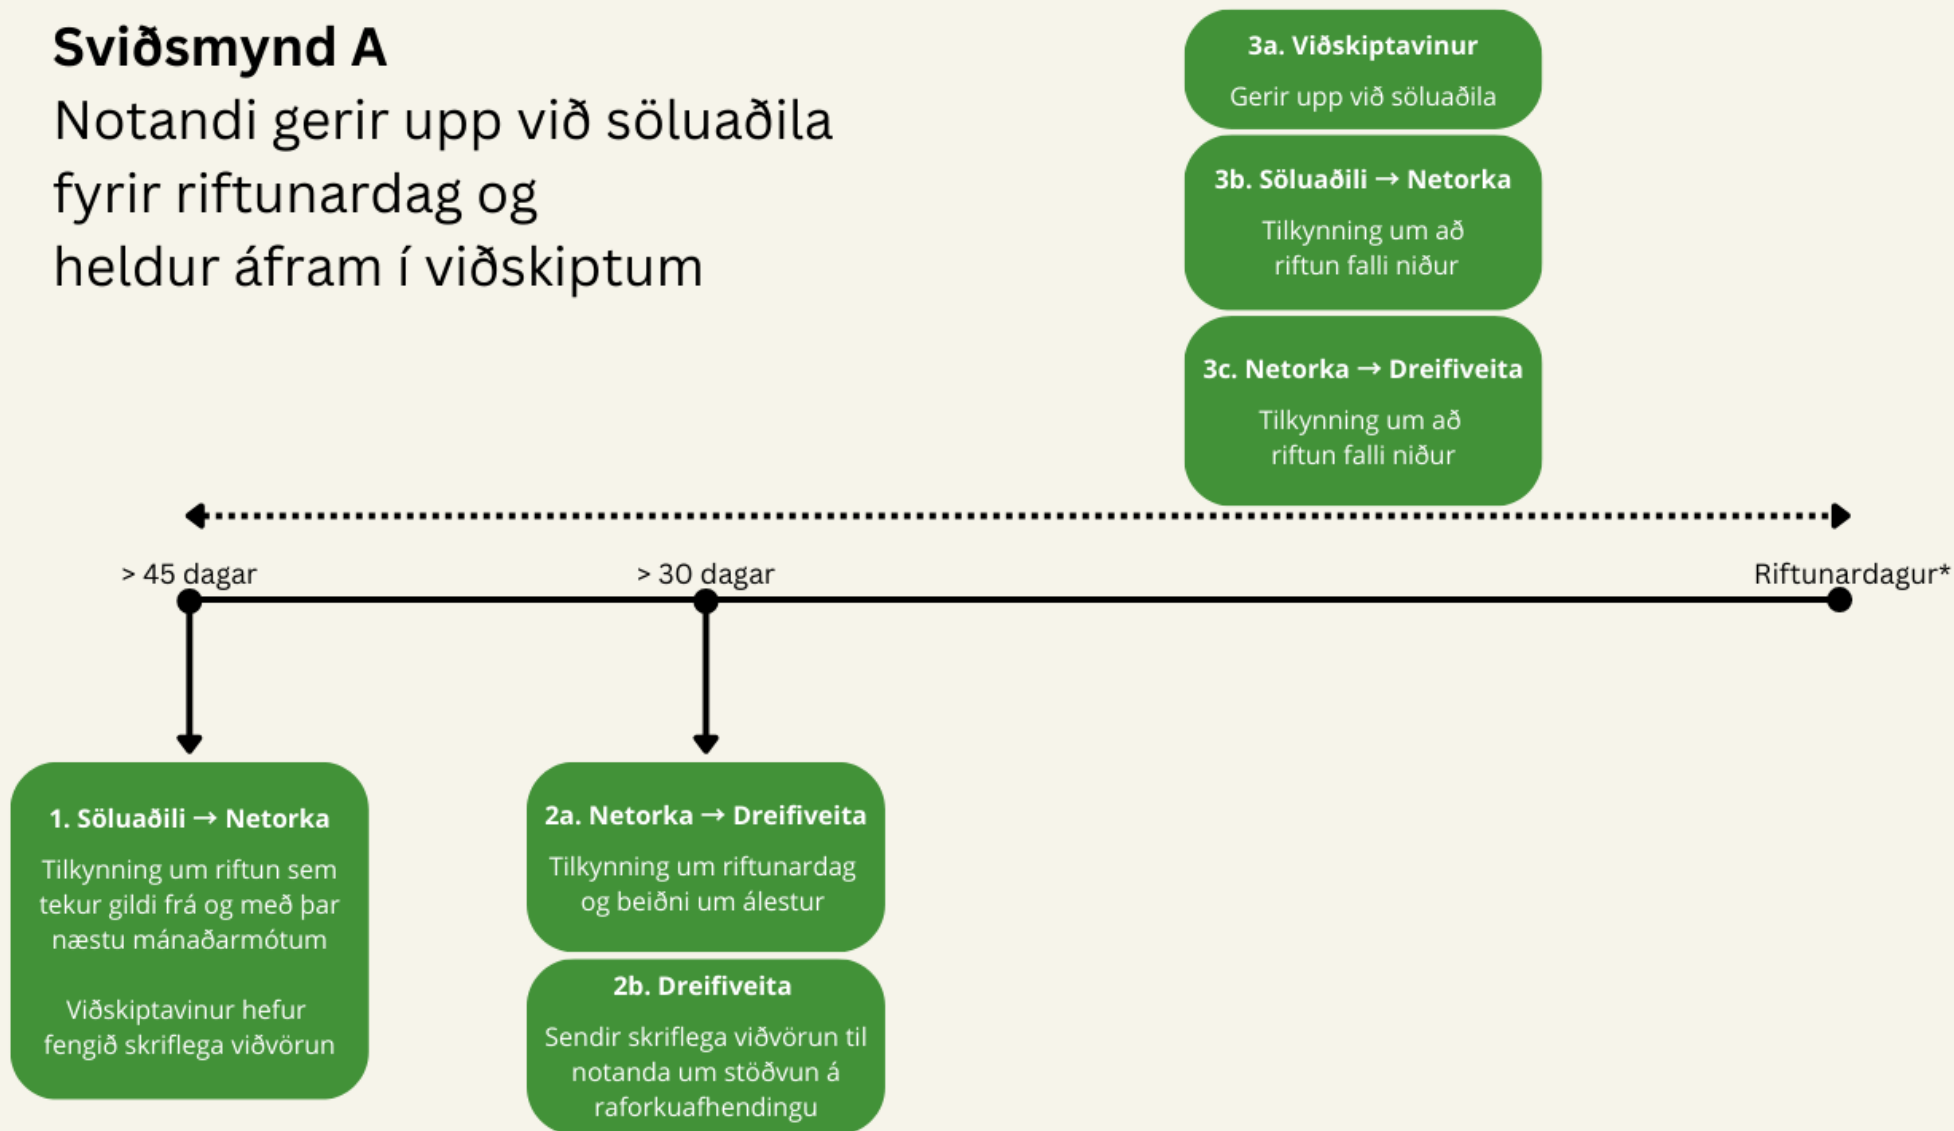 Sviðsmynd A
Notandi gerir upp við söluaðila
fyrir riftunardag og
heldur áfram í viðskiptum
3a. Viðskiptavinur
Gerir upp við söluaðila
3b. Söluaðili → Netorka
Tilkynning um að
riftun falli niður
3c. Netorka → Dreifiveita
Tilkynning um að
riftun falli niður
> 45 dagar
> 30 dagar
Riftunardagur*
1. Söluaðili → Netorka
Tilkynning um riftun sem
tekur gildi frá og með þar
næstu mánaðarmótum
Viðskiptavinur hefur
fengið skriflega viðvörun
2a. Netorka → Dreifiveita
Tilkynning um riftunardag
og beiðni um álestur
2b. Dreifiveita
Sendir skriflega viðvörun til
notanda um stöðvun á
raforkuafhendingu